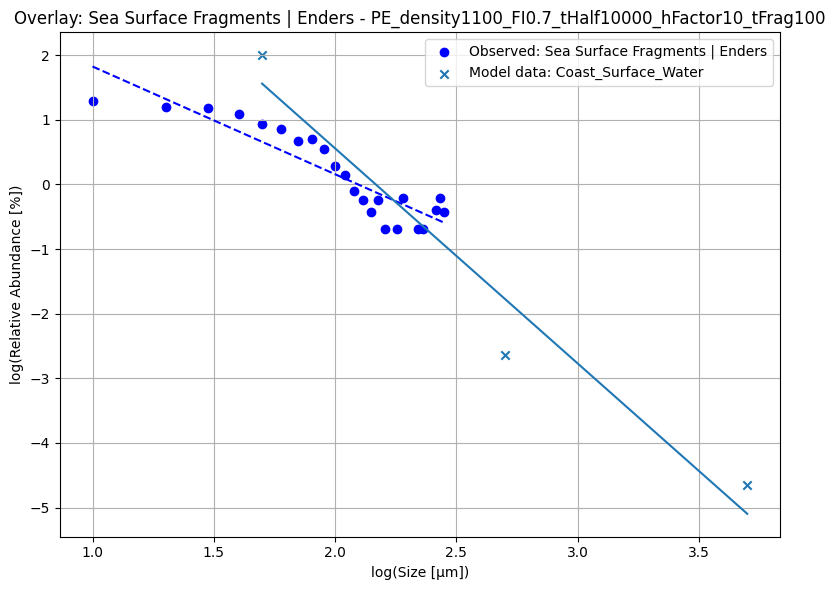 Overlay: Sea Surface Fragments | Enders - PE_density1100_FI0.7_tHalf10000_hFactor10_tFrag100
Observed: Sea Surface Fragments | Enders
Model data: Coast_Surface_Water
log(Relative Abundance [%])
2
1
0
−1
−2
−3
−4
−5
1.0 1.5 2.0 2.5 3.0 3.5
log(Size [μm])